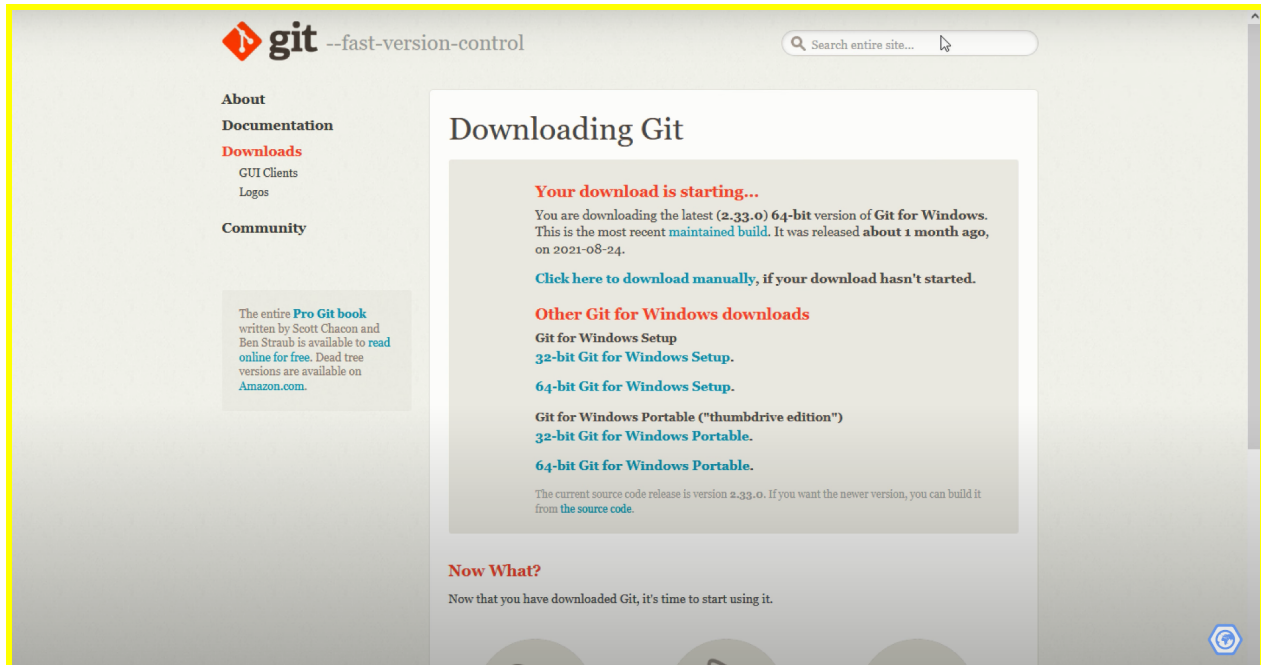 git --fast-version-control
Search entire site...
About
Documentation
Downloads
GUI Clients
Logos
Community
The entire Pro Git book
written by Scott Chacon and
Ben Straub is available to read
online for free. Dead tree
versions are available on
Amazon.com.
Downloading Git
Your download is starting...
You are downloading the latest (2.33.0) 64-bit version of Git for Windows.
This is the most recent maintained build. It was released about 1 month ago,
on 2021-08-24.
Click here to download manually, if your download hasn't started.
Other Git for Windows downloads
Git for Windows Setup
32-bit Git for Windows Setup.
64-bit Git for Windows Setup.
Git for Windows Portable ("thumbdrive edition")
32-bit Git for Windows Portable.
64-bit Git for Windows Portable.
The current source code release is version 2.33.0. If you want the newer version, you can build it
from the source code.
Now What?
Now that you have downloaded Git, it's time to start using it.